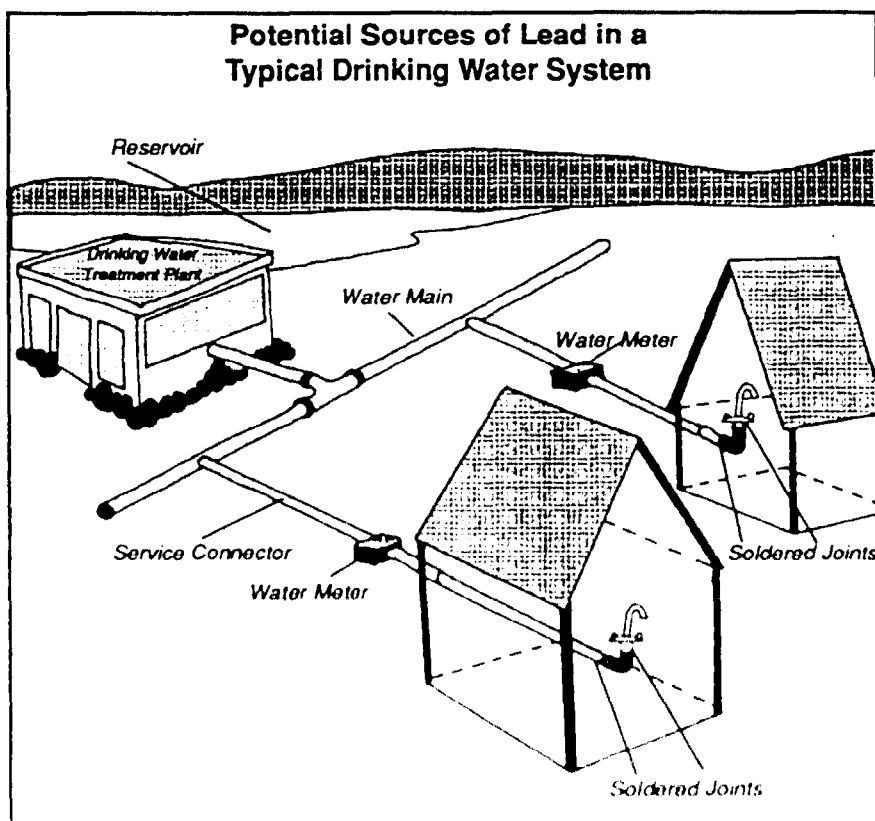 Potential Sources of Lead in a
Typical Drinking Water System
Reservoir
Drinking Water
Treatment Plant
Water Main
Water Meter
Service Connector
Water Meter
Soldered Joints
Soldered Joints